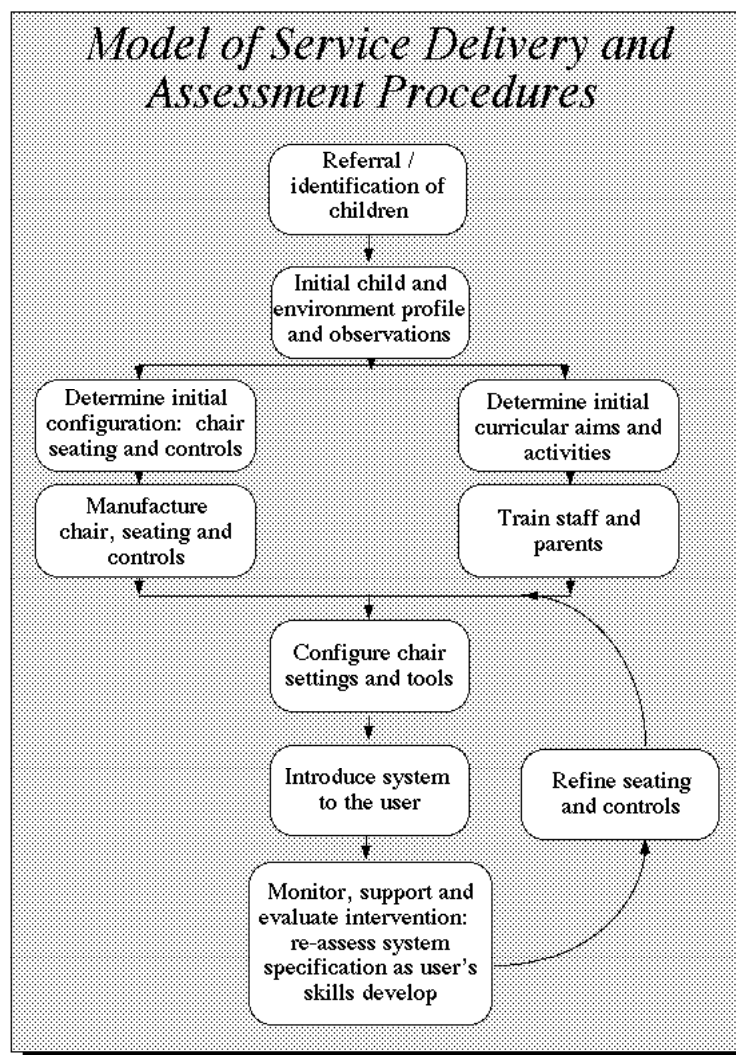 Model of Service Delivery and
Assessment Procedures
Referral /
identification of
children
Initial child and
environment profile
and observations
Determine initial
configuration: chair
seating and controls
Determine initial
curricular aims and
activities
Manufacture
chair, seating and
controls
Train staff and
parents
Configure chair
settings and tools
Introduce system
to the user
Refine seating
and controls
Monitor, support and
evaluate intervention:
re-assess system
specification as user's
skills develop